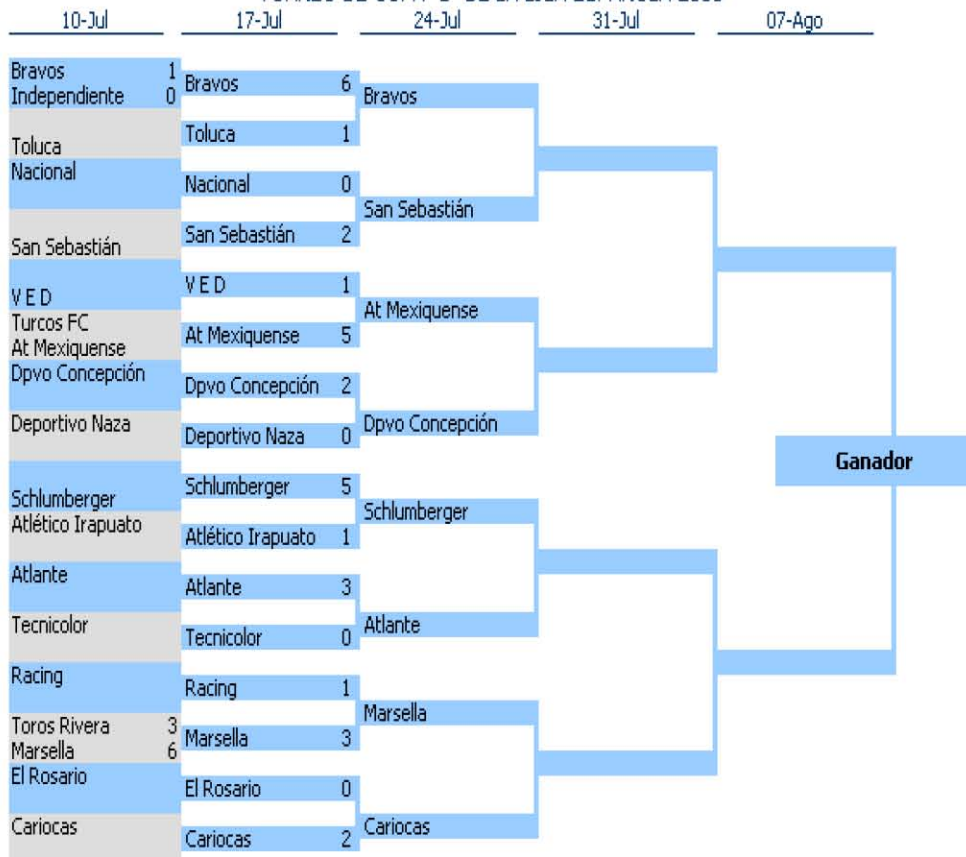 10-Jul 17-Jul 24-Jul 31-Jul 07-Ago
Bravos 1
Independiente 0
Toluca
Nacional
San Sebastián
V E D
Turcos FC
At Mexiquense
Dpvo Concepción
Deportivo Naza
Schlumberger
Atlético Irapuato
Atlante
Tecnicolor
Racing
Toros Rivera 3
Marsella 6
El Rosario
Cariocas
Bravos 6
Toluca 1
Nacional 0
San Sebastián 2
V E D 1
At Mexiquense 5
Dpvo Concepción 2
Deportivo Naza 0
Schlumberger 5
Atlético Irapuato 1
Atlante 3
Tecnicolor 0
Racing 1
Marsella 3
El Rosario 0
Cariocas 2
Bravos
San Sebastián
At Mexiquense
Dpvo Concepción
Schlumberger
Atlante
Marsella
Cariocas
Ganador